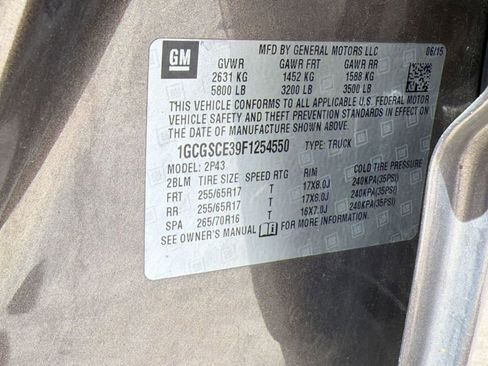 GM
MFD BY GENERAL MOTORS LLC 06/15
GVWR GAWR FRT GAWR RR
2631 KG 1452 KG 1588 KG
5800 LB 3200 LB 3500 LB
THIS VEHICLE CONFORMS TO ALL APPLICABLE U.S. FEDERAL MOTOR
VEHICLE SAFETY AND THEFT PREVENTION STANDARDS IN EFFECT ON
THE DATE OF MANUFACTURE SHOWN ABOVE.
1GCGSCE39F1254550 TYPE: TRUCK
MODEL: 2P43
2BLM TIRE SIZE SPEED RTG RIM COLD TIRE PRESSURE
FRT 255/65R17 T 17X8.0J 240KPA(35PSI)
RR 255/65R17 T 17X8.0J 240KPA(35PSI)
SPA 265/70R16 T 16X7.0J 240KPA(35PSI)
SEE OWNER'S MANUAL FOR MORE INFORMATION.